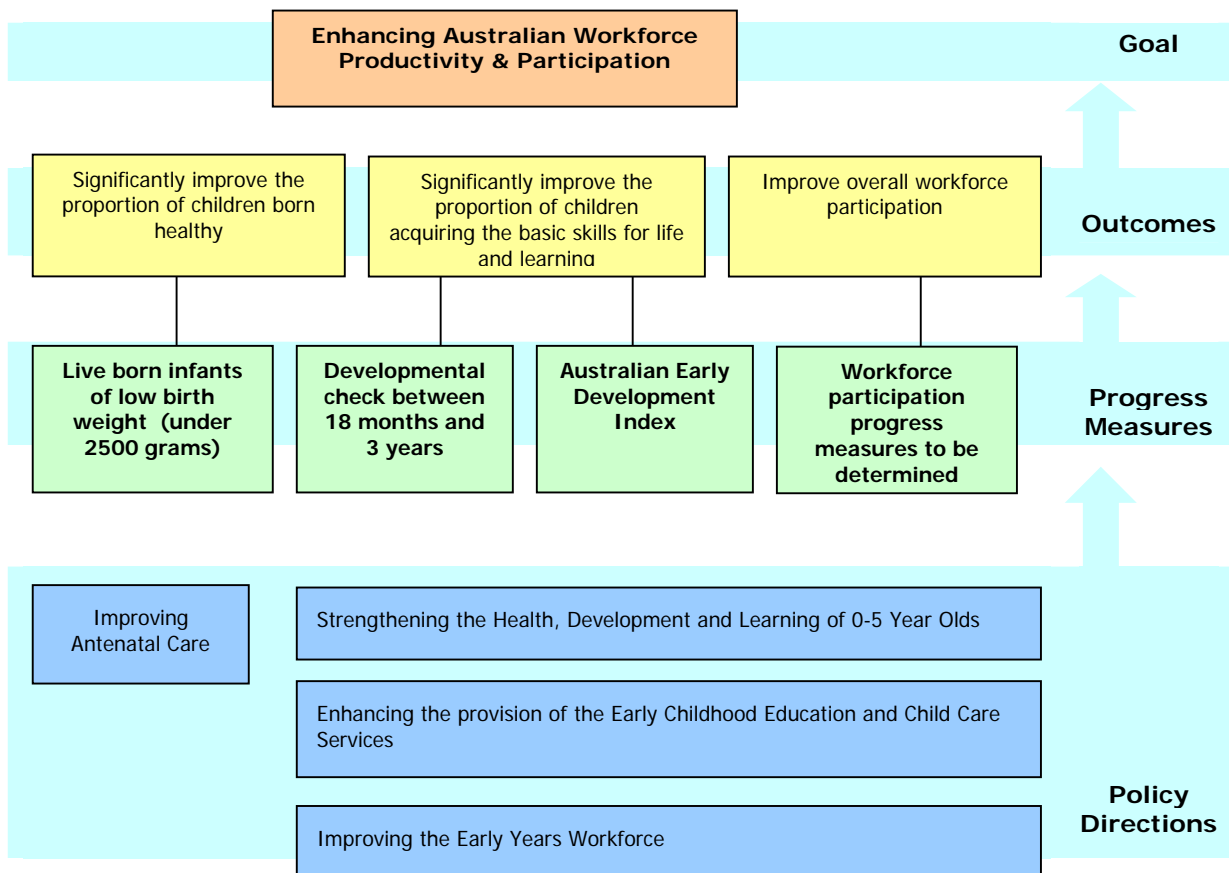 Enhancing Australian Workforce
Productivity & Participation
Goal
Significantly improve the
proportion of children born
healthy
Significantly improve the
proportion of children
acquiring the basic skills for life
and learning
Improve overall workforce
participation
Outcomes
Live born infants
of low birth
weight (under
2500 grams)
Developmental
check between
18 months and
3 years
Australian Early
Development
Index
Workforce
participation
progress
measures to be
determined
Progress
Measures
Improving
Antenatal Care
Strengthening the Health, Development and Learning of 0-5 Year Olds
Enhancing the provision of the Early Childhood Education and Child Care
Services
Improving the Early Years Workforce
Policy
Directions